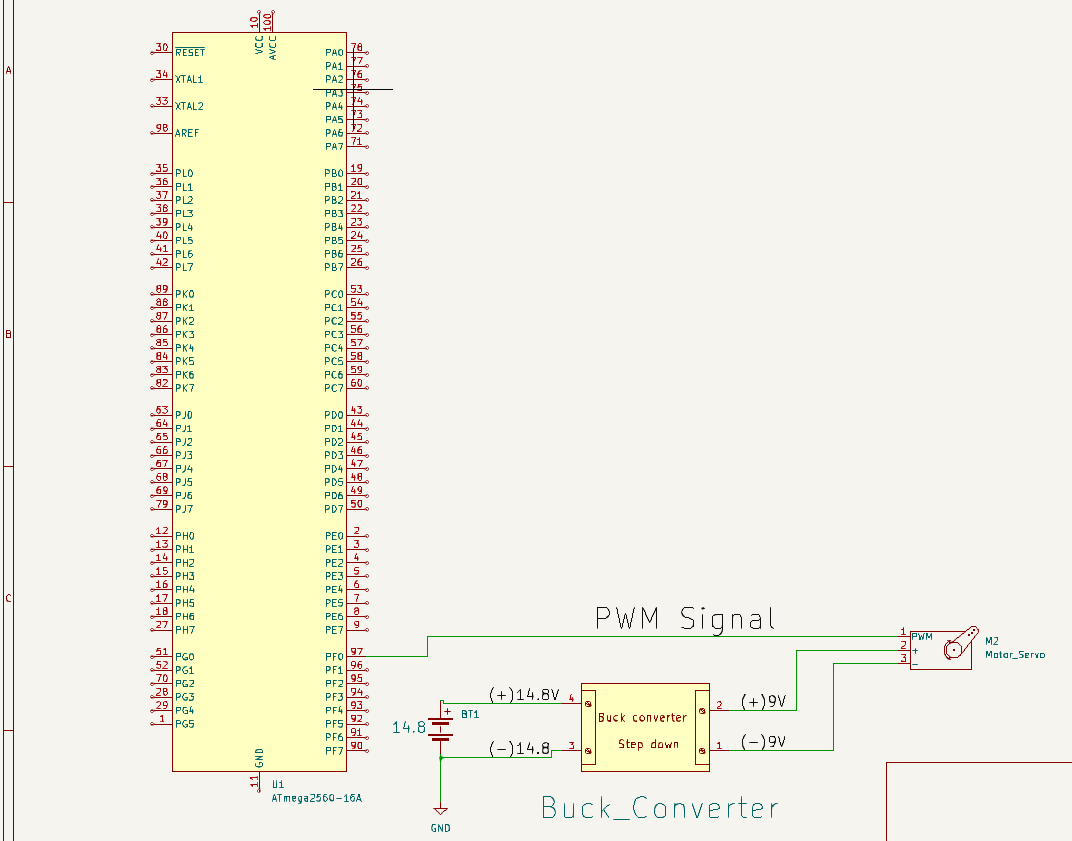 10 100
VCC AVCC
30 RESET PA0 78
PA1 77
34 XTAL1 PA2 76
PA3 75
33 XTAL2 PA4 74
PA5 73
98 AREF PA6 72
PA7 71
35 PL0 PB0 19
36 PL1 PB1 20
37 PL2 PB2 21
38 PL3 PB3 22
39 PL4 PB4 23
40 PL5 PB5 24
41 PL6 PB6 25
42 PL7 PB7 26
89 PK0 PC0 53
88 PK1 PC1 54
87 PK2 PC2 55
86 PK3 PC3 56
85 PK4 PC4 57
84 PK5 PC5 58
83 PK6 PC6 59
82 PK7 PC7 60
63 PJ0 PD0 43
64 PJ1 PD1 44
65 PJ2 PD2 45
66 PJ3 PD3 46
67 PJ4 PD4 47
68 PJ5 PD5 48
69 PJ6 PD6 49
79 PJ7 PD7 50
12 PH0 PE0 2
13 PH1 PE1 3
14 PH2 PE2 4
15 PH3 PE3 5
16 PH4 PE4 6
17 PH5 PE5 7
18 PH6 PE6 8
27 PH7 PE7 9
51 PG0 PF0 97
52 PG1 PF1 96
70 PG2 PF2 95
28 PG3 PF3 94
29 PG4 PF4 93
1 PG5 PF5 92
PF6 91
PF7 90
GND
11
U1
ATmega2560-16A
A
B
C
PWM Signal
1 PWM
2 +
3 -
M2
Motor_Servo
(+)14.8V 4
+ BT1
14.8
(-)14.8 3
GND
Buck converter
Step down
2 (+)9V
1 (-)9V
Buck_Converter